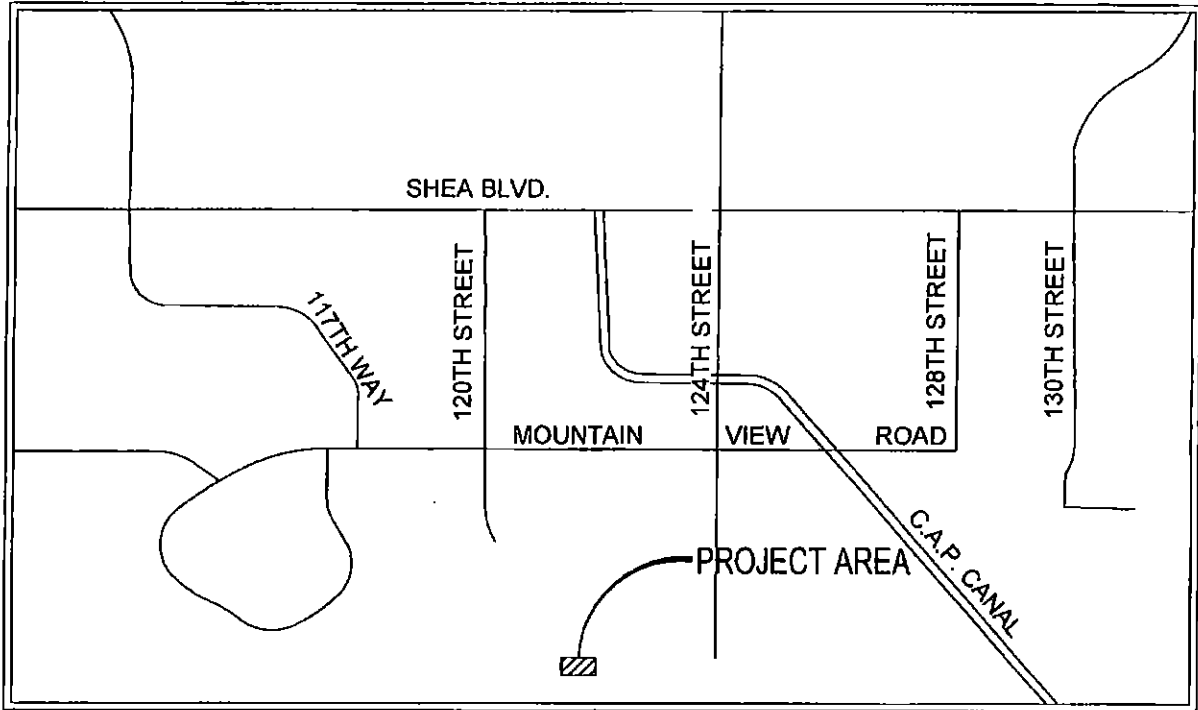 SHEA BLVD.
117TH WAY
120TH STREET
124TH STREET
128TH STREET
130TH STREET
MOUNTAIN VIEW ROAD
PROJECT AREA
C.A.P. CANAL